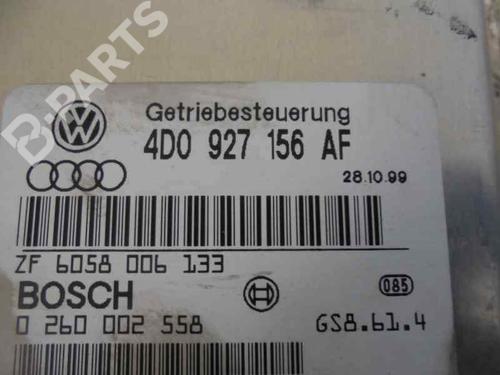 B-PARTS
Getriebesteuerung
4D0 927 156 AF
28.10.99
ZF 6058 006 133
BOSCH
085
0 260 002 558
GS8.61.4